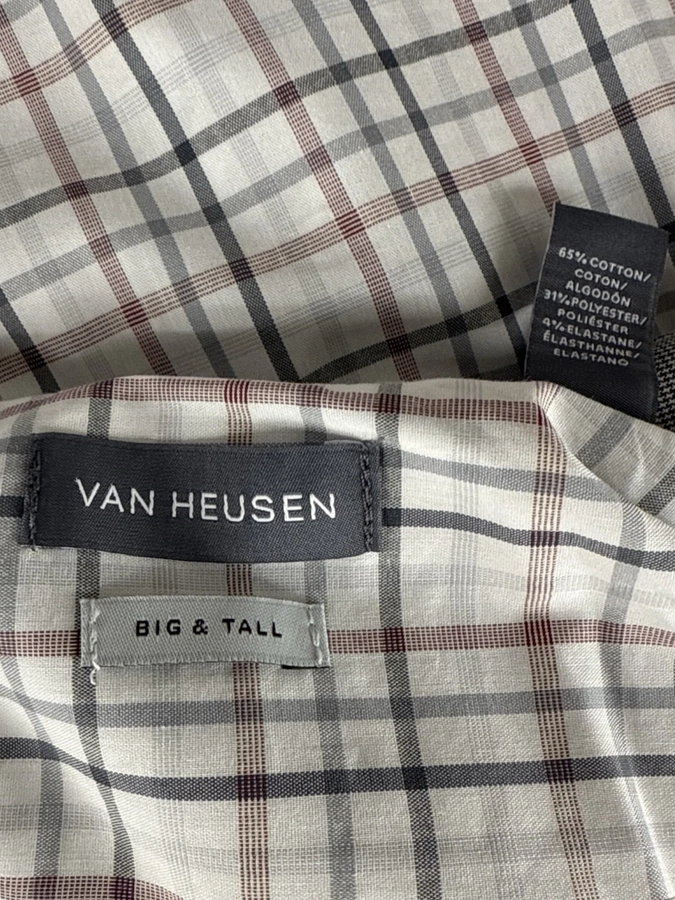 65% COTTON/
COTON/
ALGODÓN
31% POLYESTER/
POLIÉSTER
4% ELASTANE/
ÉLASTHANNE/
ELASTANO
VAN HEUSEN
BIG & TALL